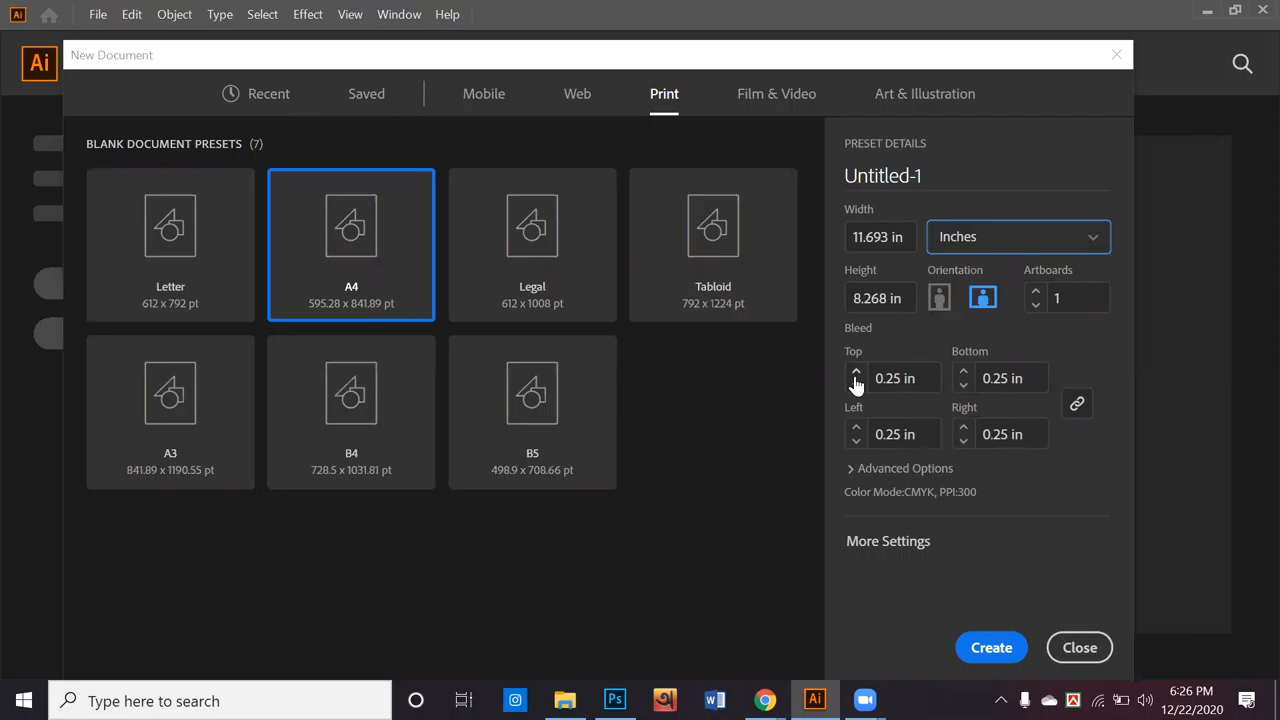 Ai File Edit Object Type Select Effect View Window Help
Ai
New Document
Recent Saved Mobile Web Print Film & Video Art & Illustration
BLANK DOCUMENT PRESETS (7)
Letter
612 x 792 pt
A4
595.28 x 841.89 pt
Legal
612 x 1008 pt
Tabloid
792 x 1224 pt
A3
841.89 x 1190.55 pt
B4
728.5 x 1031.81 pt
B5
498.9 x 708.66 pt
PRESET DETAILS
Untitled-1
Width
11.693 in Inches
Height Orientation Artboards
8.268 in 1
Bleed
Top Bottom
0.25 in 0.25 in
Left Right
0.25 in 0.25 in
Advanced Options
Color Mode:CMYK, PPI:300
More Settings
Create Close
Type here to search Ps W Ai 6:26 PM
12/22/2020